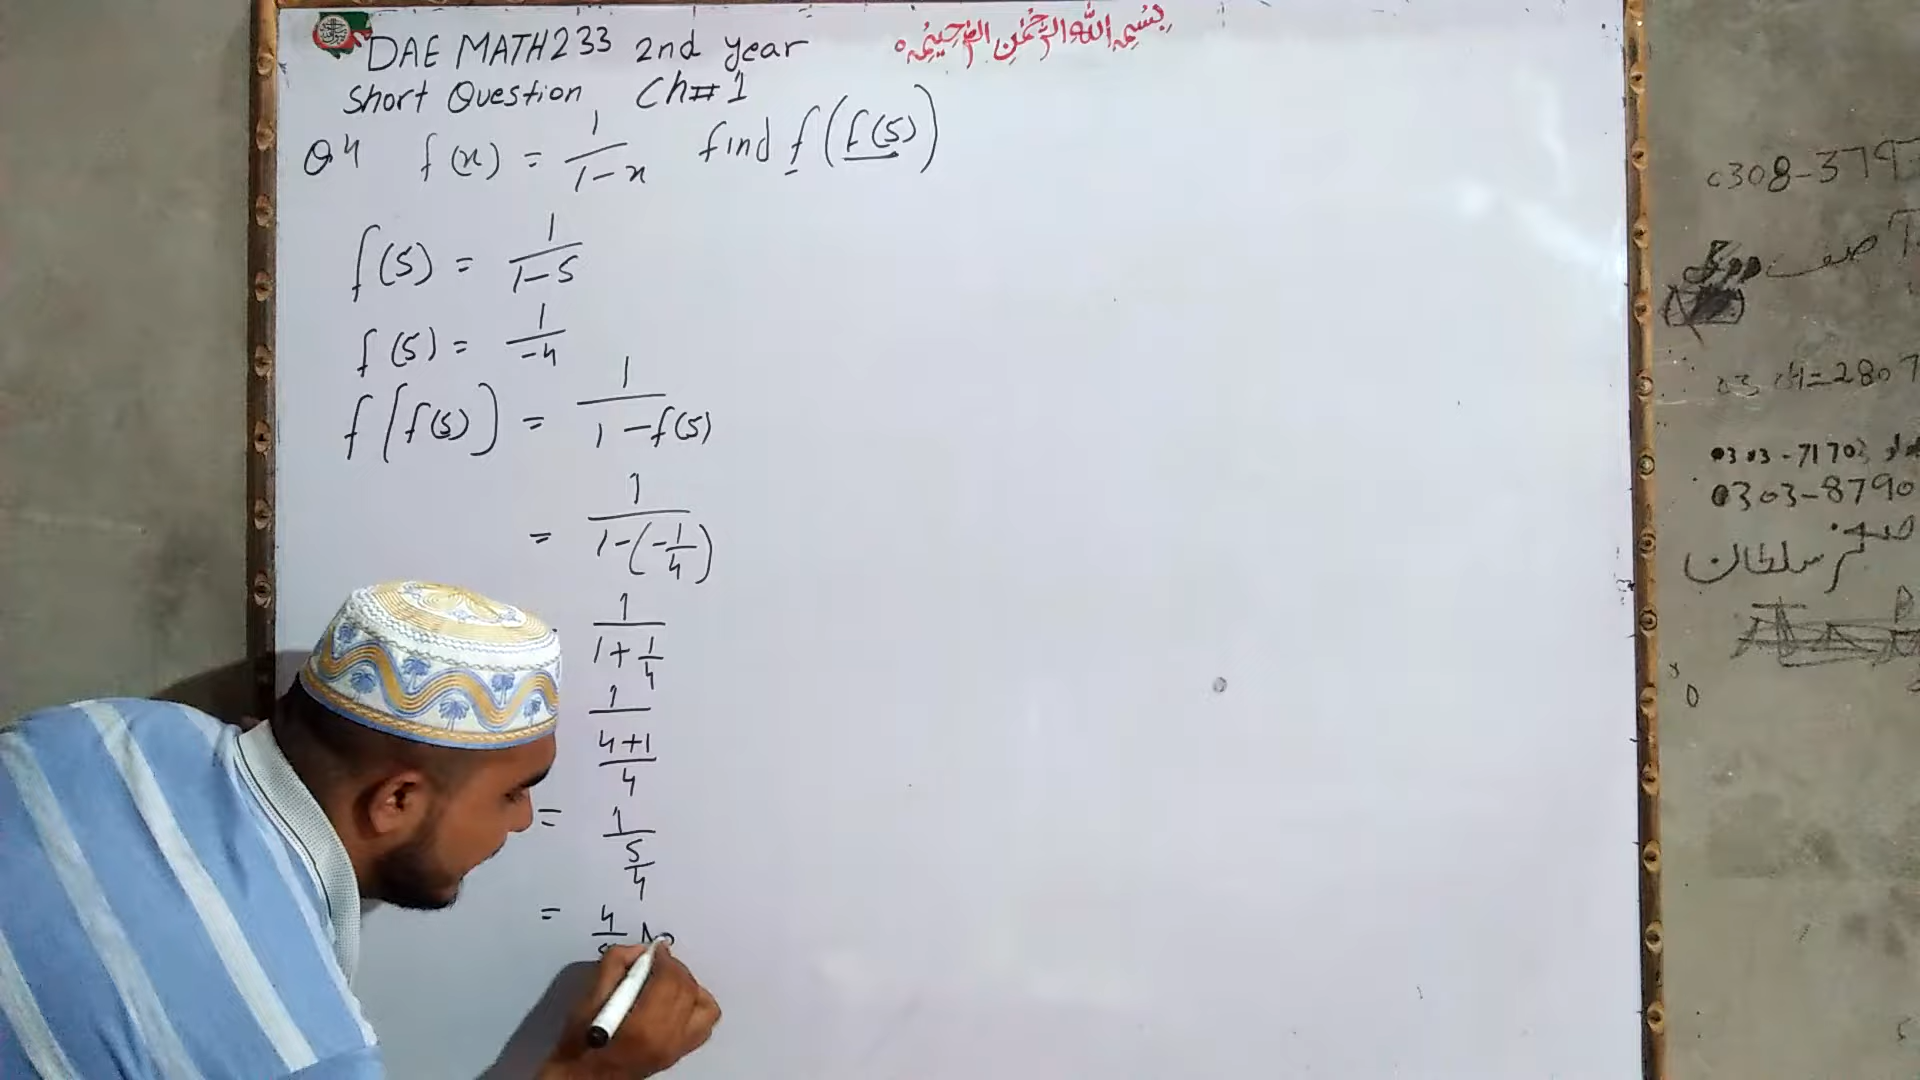 DAE MATH233 2nd year
بسم الله الرحمن الرحيم
Short Question Ch#1
Q4 f(x) = 1/(1-x) find f(f(5))
f(5) = 1/(1-5)
f(5) = 1/-4
f(f(5)) = 1/(1-f(5))
= 1/(1-(-1/4))
1/(1+1/4)
1/((4+1)/4)
= 1/(5/4)
= 4/5
0308-379
صف
0303-7170
0303-8790
سلطان